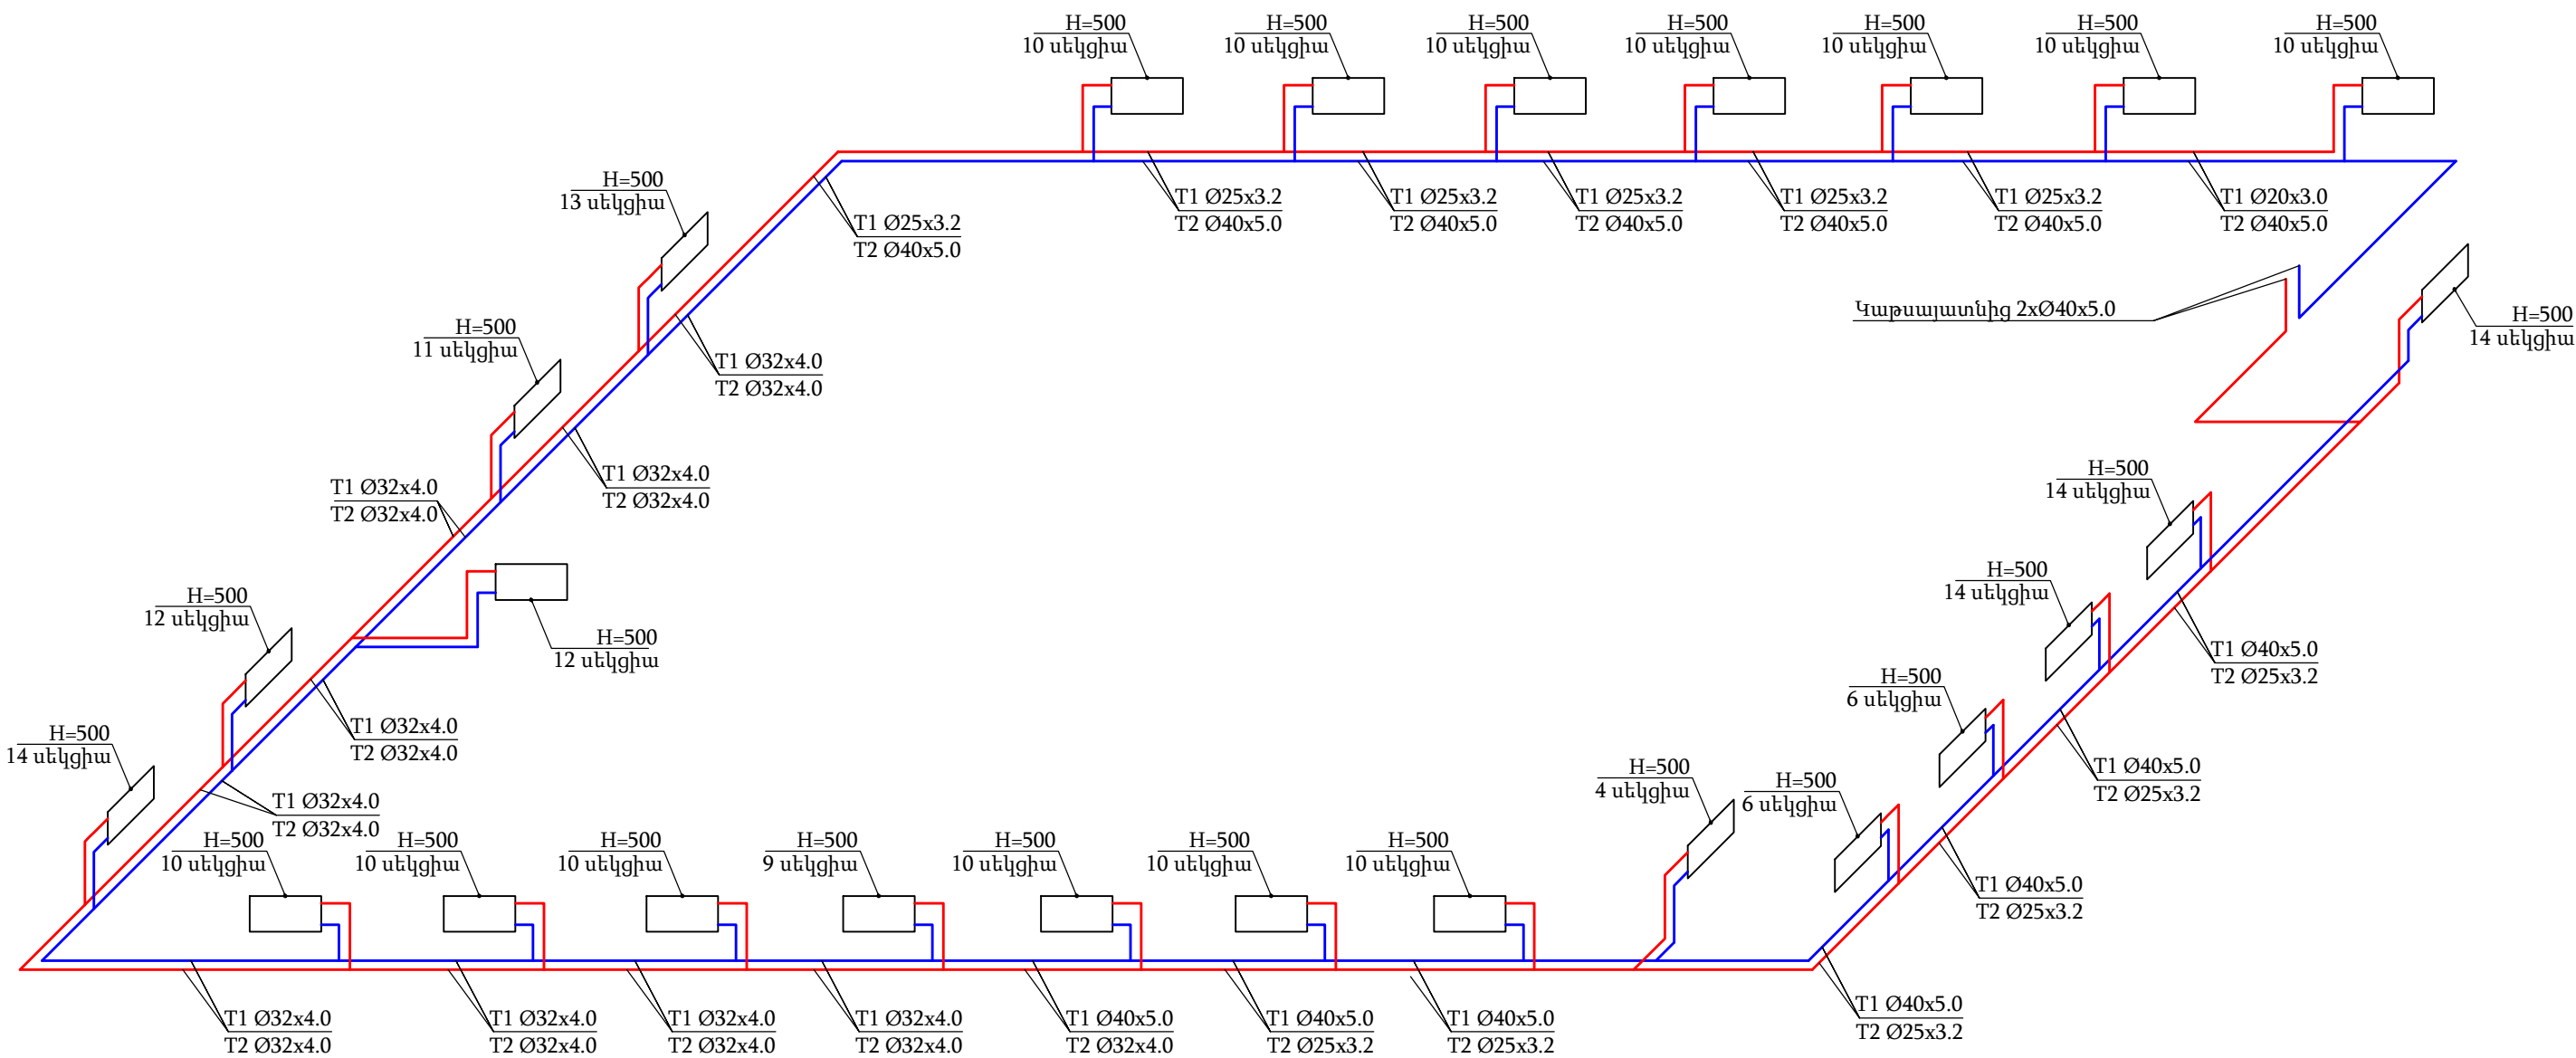 H=500
10 սեկցիա
H=500
10 սեկցիա
H=500
10 սեկցիա
H=500
10 սեկցիա
H=500
10 սեկցիա
H=500
10 սեկցիա
H=500
10 սեկցիա
T1 Ø25x3.2
T2 Ø40x5.0
T1 Ø25x3.2
T2 Ø40x5.0
T1 Ø25x3.2
T2 Ø40x5.0
T1 Ø25x3.2
T2 Ø40x5.0
T1 Ø25x3.2
T2 Ø40x5.0
T1 Ø20x3.0
T2 Ø40x5.0
H=500
13 սեկցիա
T1 Ø25x3.2
T2 Ø40x5.0
Կաթսայատնից 2xØ40x5.0
H=500
14 սեկցիա
H=500
11 սեկցիա
T1 Ø32x4.0
T2 Ø32x4.0
T1 Ø32x4.0
T2 Ø32x4.0
T1 Ø32x4.0
T2 Ø32x4.0
H=500
14 սեկցիա
H=500
14 սեկցիա
H=500
12 սեկցիա
H=500
12 սեկցիա
T1 Ø40x5.0
T2 Ø25x3.2
H=500
6 սեկցիա
T1 Ø32x4.0
T2 Ø32x4.0
H=500
14 սեկցիա
H=500
4 սեկցիա
H=500
6 սեկցիա
T1 Ø40x5.0
T2 Ø25x3.2
T1 Ø32x4.0
T2 Ø32x4.0
H=500
10 սեկցիա
H=500
10 սեկցիա
H=500
10 սեկցիա
H=500
9 սեկցիա
H=500
10 սեկցիա
H=500
10 սեկցիա
H=500
10 սեկցիա
T1 Ø40x5.0
T2 Ø25x3.2
T1 Ø40x5.0
T2 Ø25x3.2
T1 Ø32x4.0
T2 Ø32x4.0
T1 Ø32x4.0
T2 Ø32x4.0
T1 Ø32x4.0
T2 Ø32x4.0
T1 Ø32x4.0
T2 Ø32x4.0
T1 Ø40x5.0
T2 Ø32x4.0
T1 Ø40x5.0
T2 Ø25x3.2
T1 Ø40x5.0
T2 Ø25x3.2